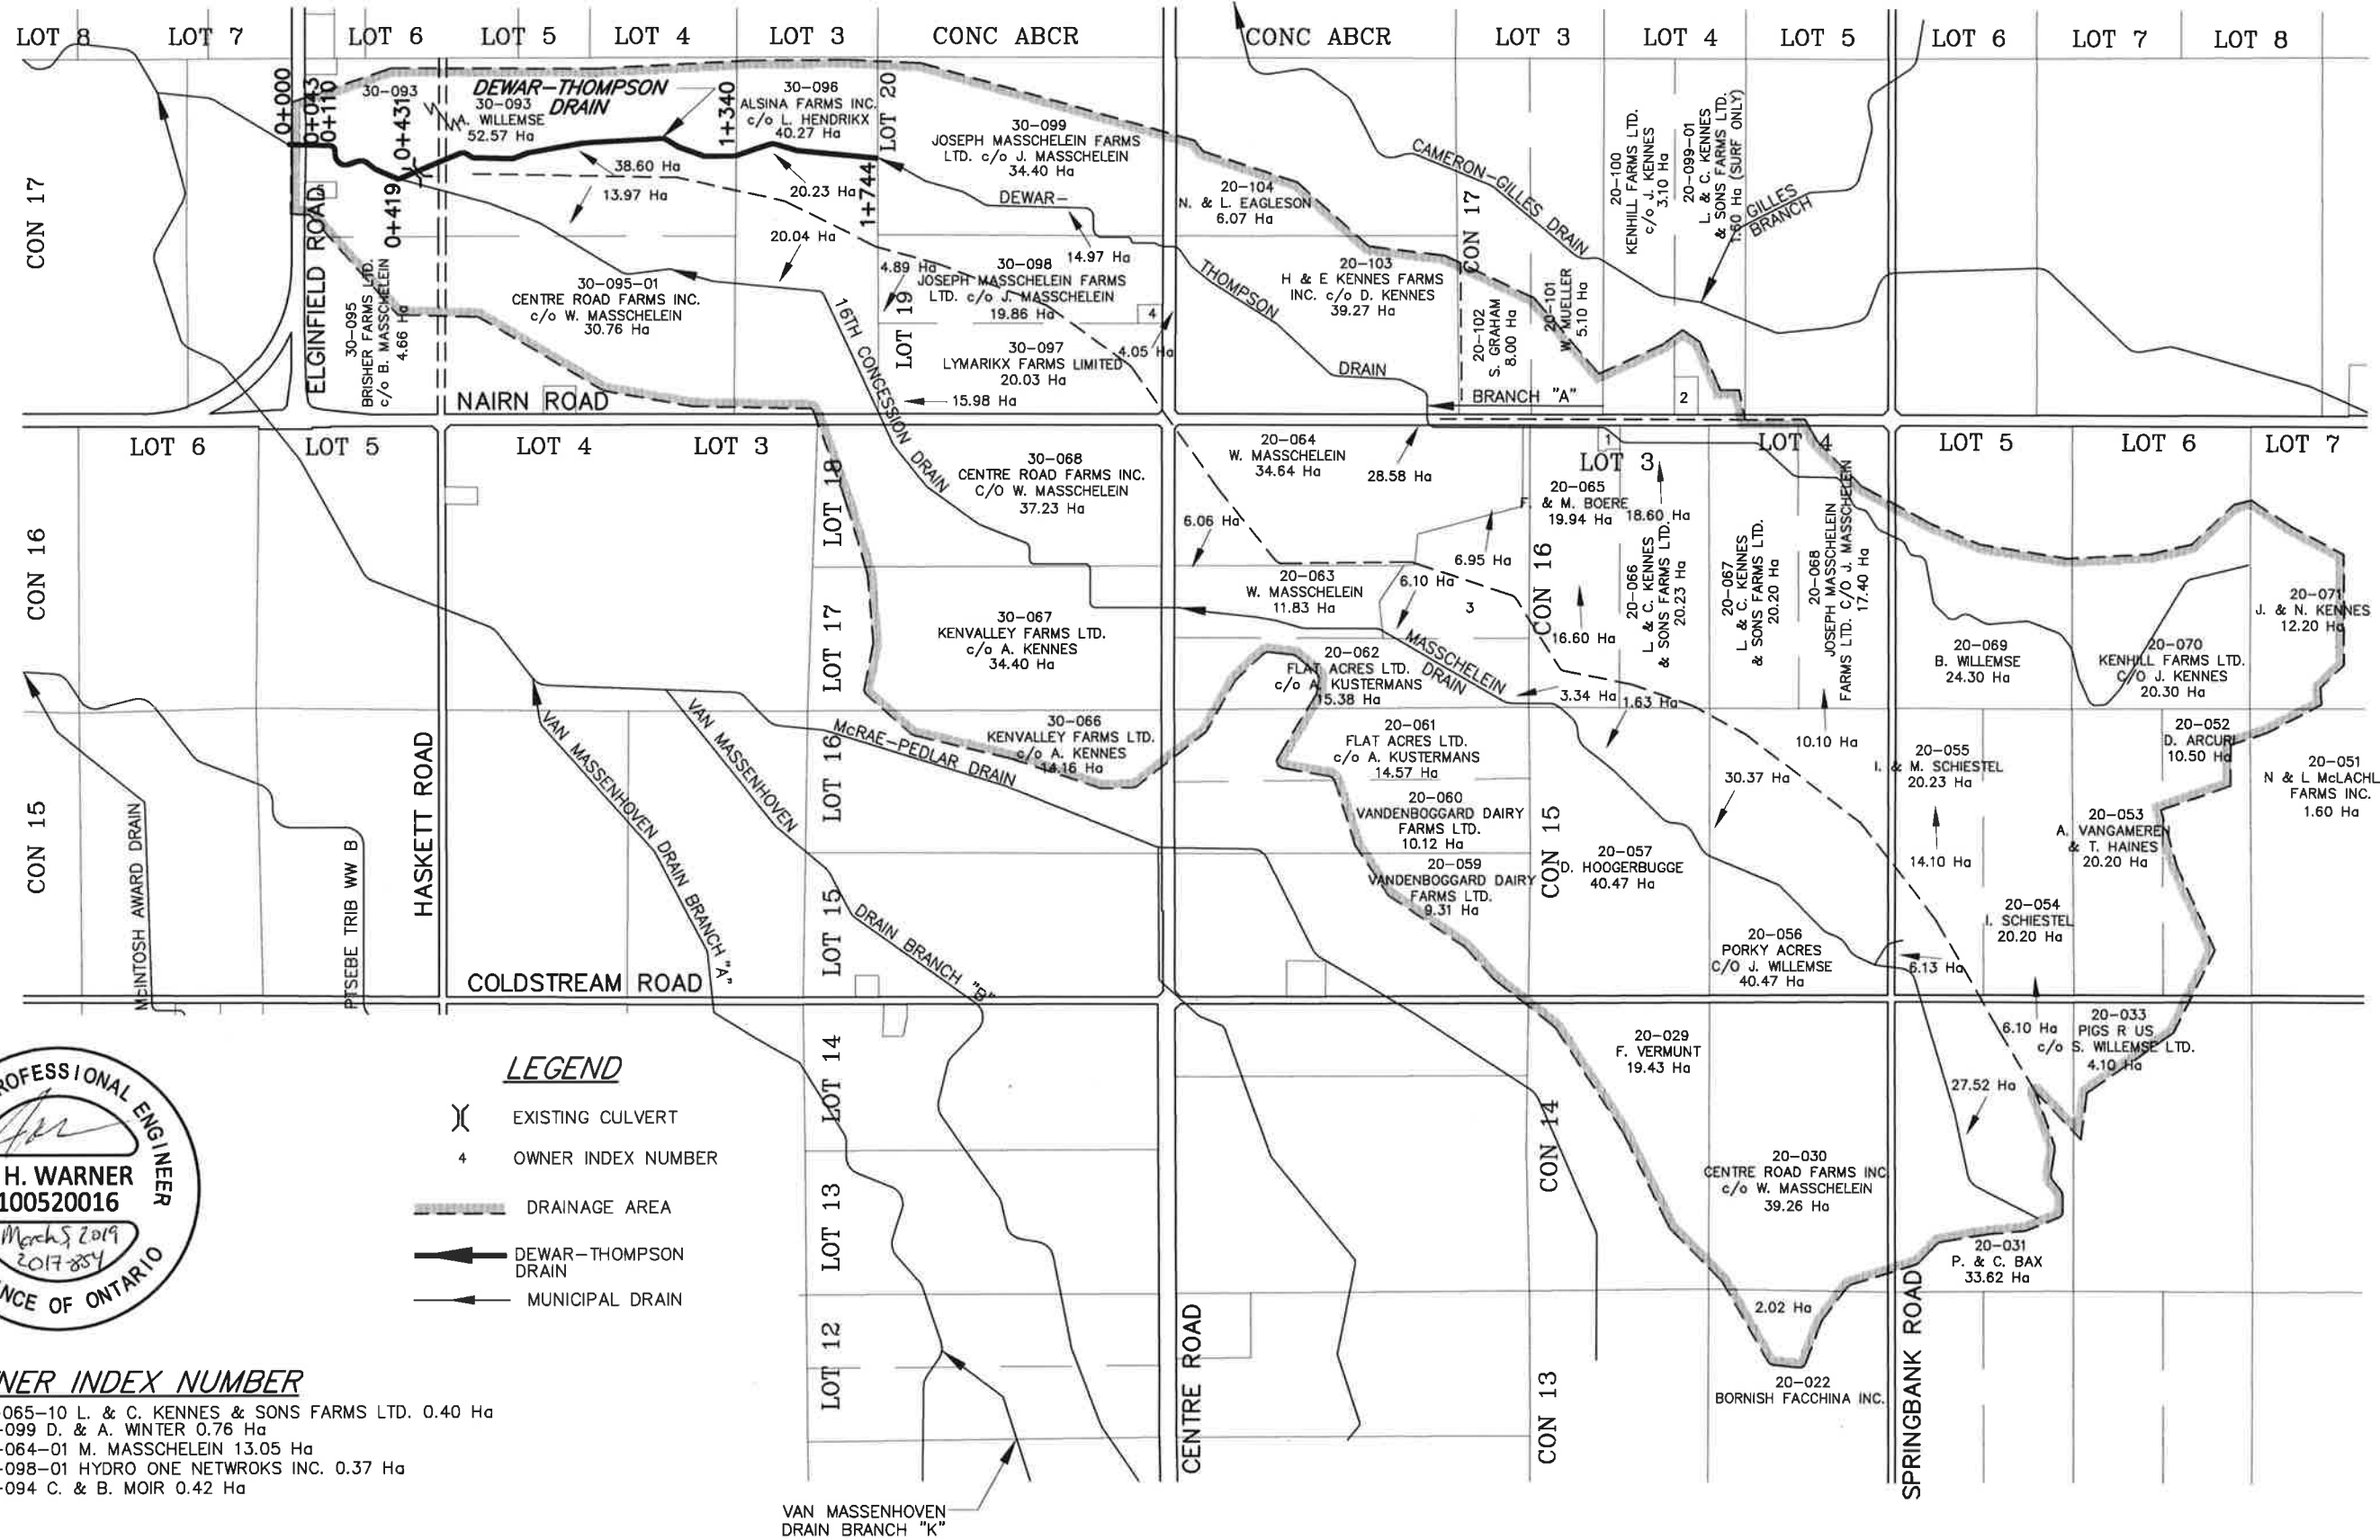 LOT 8
LOT 7
LOT 6
LOT 5
LOT 4
LOT 3
CONC ABCR
CONC ABCR
LOT 3
LOT 4
LOT 5
LOT 6
LOT 7
LOT 8
CON 17
0+000
0+043
0+110
0+419
0+431
1+340
1+744
30-093
DEWAR-THOMPSON
DRAIN
30-093
A. WILLEMSE
52.57 Ha
38.60 Ha
13.97 Ha
30-096
ALSINA FARMS INC.
c/o L. HENDRIKX
40.27 Ha
20.23 Ha
20.04 Ha
LOT 20
30-099
JOSEPH MASSCHELEIN FARMS
LTD. c/o J. MASSCHELEIN
34.40 Ha
DEWAR-
14.97 Ha
20-104
N. & L. EAGLESON
6.07 Ha
THOMPSON
DRAIN
20-103
H & E KENNES FARMS
INC. c/o D. KENNES
39.27 Ha
CAMERON-GILLES DRAIN
CON 17
20-102
S. GRAHAM
8.00 Ha
20-101
W. MUELLER
5.10 Ha
20-100
KENHILL FARMS LTD.
c/o J. KENNES
3.10 Ha
20-099-01
L. & C. KENNES
& SONS FARMS LTD.
1.60 Ha (SURF ONLY)
GILLES
BRANCH
ELGINFIELD ROAD
30-095
BRISHER FARMS LTD.
c/o B. MASSCHELEIN
4.66 Ha
30-095-01
CENTRE ROAD FARMS INC.
c/o W. MASSCHELEIN
30.76 Ha
4.89 Ha
LOT 19
30-098
JOSEPH MASSCHELEIN FARMS
LTD. c/o J. MASSCHELEIN
19.86 Ha
4
4.05 Ha
30-097
LYMARIKX FARMS LIMITED
20.03 Ha
15.98 Ha
16TH CONCESSION DRAIN
BRANCH "A"
2
NAIRN ROAD
LOT 6
LOT 5
LOT 4
LOT 3
LOT 18
30-068
CENTRE ROAD FARMS INC.
C/O W. MASSCHELEIN
37.23 Ha
20-064
W. MASSCHELEIN
34.64 Ha
28.58 Ha
1
LOT 3
LOT 4
LOT 5
LOT 6
LOT 7
CON 16
6.06 Ha
20-065
F. & M. BOERE
19.94 Ha
18.60 Ha
6.95 Ha
6.10 Ha
3
CON 16
16.60 Ha
20-063
W. MASSCHELEIN
11.83 Ha
20-066
L. & C. KENNES
& SONS FARMS LTD.
20.23 Ha
20-067
L. & C. KENNES
& SONS FARMS LTD.
20.20 Ha
20-068
JOSEPH MASSCHELEIN
FARMS LTD. C/O J. MASSCHELEIN
17.40 Ha
20-069
B. WILLEMSE
24.30 Ha
20-070
KENHILL FARMS LTD.
C/O J. KENNES
20.30 Ha
20-071
J. & N. KENNES
12.20 Ha
LOT 17
30-067
KENVALLEY FARMS LTD.
c/o A. KENNES
34.40 Ha
20-062
FLAT ACRES LTD.
c/o A. KUSTERMANS
15.38 Ha
MASSCHELEIN
DRAIN
3.34 Ha
1.63 Ha
10.10 Ha
30-066
KENVALLEY FARMS LTD.
c/o A. KENNES
14.16 Ha
McRAE-PEDLAR DRAIN
LOT 16
VAN MASSENHOVEN DRAIN BRANCH "A"
VAN MASSENHOVEN
DRAIN BRANCH "B"
20-061
FLAT ACRES LTD.
c/o A. KUSTERMANS
14.57 Ha
20-060
VANDENBOGGARD DAIRY
FARMS LTD.
10.12 Ha
20-059
VANDENBOGGARD DAIRY
FARMS LTD.
9.31 Ha
CON 15
20-057
D. HOOGERBUGGE
40.47 Ha
30.37 Ha
20-056
PORKY ACRES
C/O J. WILLEMSE
40.47 Ha
20-055
I. & M. SCHIESTEL
20.23 Ha
14.10 Ha
20-052
D. ARCURI
10.50 Ha
20-051
N & L McLACHL
FARMS INC.
1.60 Ha
20-053
A. VANGAMEREN
& T. HAINES
20.20 Ha
20-054
I. SCHIESTEL
20.20 Ha
6.13 Ha
CON 15
McINTOSH AWARD DRAIN
PTSEBE TRIB WW B
HASKETT ROAD
LOT 15
COLDSTREAM ROAD
LOT 14
20-029
F. VERMUNT
19.43 Ha
6.10 Ha
20-033
PIGS R US
c/o S. WILLEMSE LTD.
4.10 Ha
27.52 Ha
CON 14
LOT 13
20-030
CENTRE ROAD FARMS INC
c/o W. MASSCHELEIN
39.26 Ha
20-031
P. & C. BAX
33.62 Ha
2.02 Ha
20-022
BORNISH FACCHINA INC.
LOT 12
CENTRE ROAD
CON 13
SPRINGBANK ROAD
VAN MASSENHOVEN
DRAIN BRANCH "K"
LEGEND
EXISTING CULVERT
4 OWNER INDEX NUMBER
DRAINAGE AREA
DEWAR-THOMPSON
DRAIN
MUNICIPAL DRAIN
ROFESSIONAL ENGINEER
H. WARNER
100520016
March 5, 2019
2017-854
NCE OF ONTARIO
NER INDEX NUMBER
-065-10 L. & C. KENNES & SONS FARMS LTD. 0.40 Ha
-099 D. & A. WINTER 0.76 Ha
-064-01 M. MASSCHELEIN 13.05 Ha
-098-01 HYDRO ONE NETWROKS INC. 0.37 Ha
-094 C. & B. MOIR 0.42 Ha